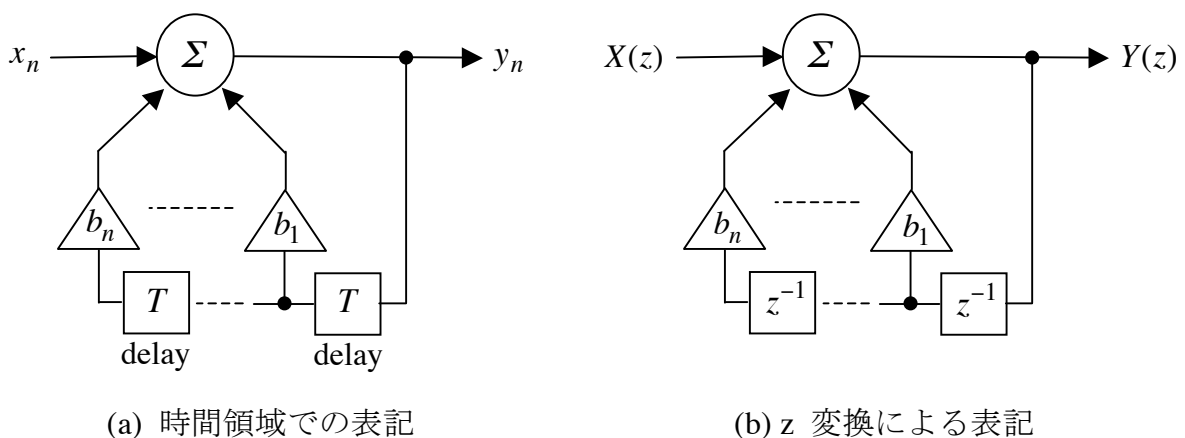 x_n Σ y_n
b_n b_1
T T
delay delay
(a) 時間領域での表記
X(z) Σ Y(z)
b_n b_1
z^{-1} z^{-1}
(b) z 変換による表記